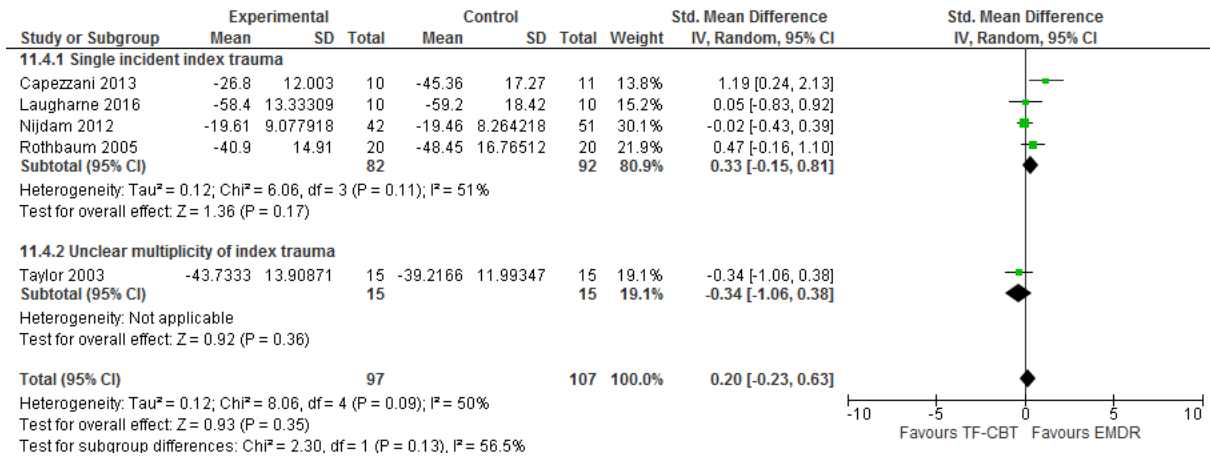 Experimental Control Std. Mean Difference Std. Mean Difference
Study or Subgroup Mean SD Total Mean SD Total Weight IV, Random, 95% CI IV, Random, 95% CI
11.4.1 Single incident index trauma
Capezzani 2013 -26.8 12.003 10 -45.36 17.27 11 13.8% 1.19 [0.24, 2.13]
Laugharne 2016 -58.4 13.33309 10 -59.2 18.42 10 15.2% 0.05 [-0.83, 0.92]
Nijdam 2012 -19.61 9.077918 42 -19.46 8.264218 51 30.1% -0.02 [-0.43, 0.39]
Rothbaum 2005 -40.9 14.91 20 -48.45 16.76512 20 21.9% 0.47 [-0.16, 1.10]
Subtotal (95% CI) 82 92 80.9% 0.33 [-0.15, 0.81]
Heterogeneity: Tau² = 0.12; Chi² = 6.06, df = 3 (P = 0.11); I² = 51%
Test for overall effect: Z = 1.36 (P = 0.17)
11.4.2 Unclear multiplicity of index trauma
Taylor 2003 -43.7333 13.90871 15 -39.2166 11.99347 15 19.1% -0.34 [-1.06, 0.38]
Subtotal (95% CI) 15 15 19.1% -0.34 [-1.06, 0.38]
Heterogeneity: Not applicable
Test for overall effect: Z = 0.92 (P = 0.36)
Total (95% CI) 97 107 100.0% 0.20 [-0.23, 0.63]
Heterogeneity: Tau² = 0.12; Chi² = 8.06, df = 4 (P = 0.09); I² = 50%
Test for overall effect: Z = 0.93 (P = 0.35)
Test for subgroup differences: Chi² = 2.30, df = 1 (P = 0.13), I² = 56.5%
-10 -5 0 5 10
Favours TF-CBT Favours EMDR